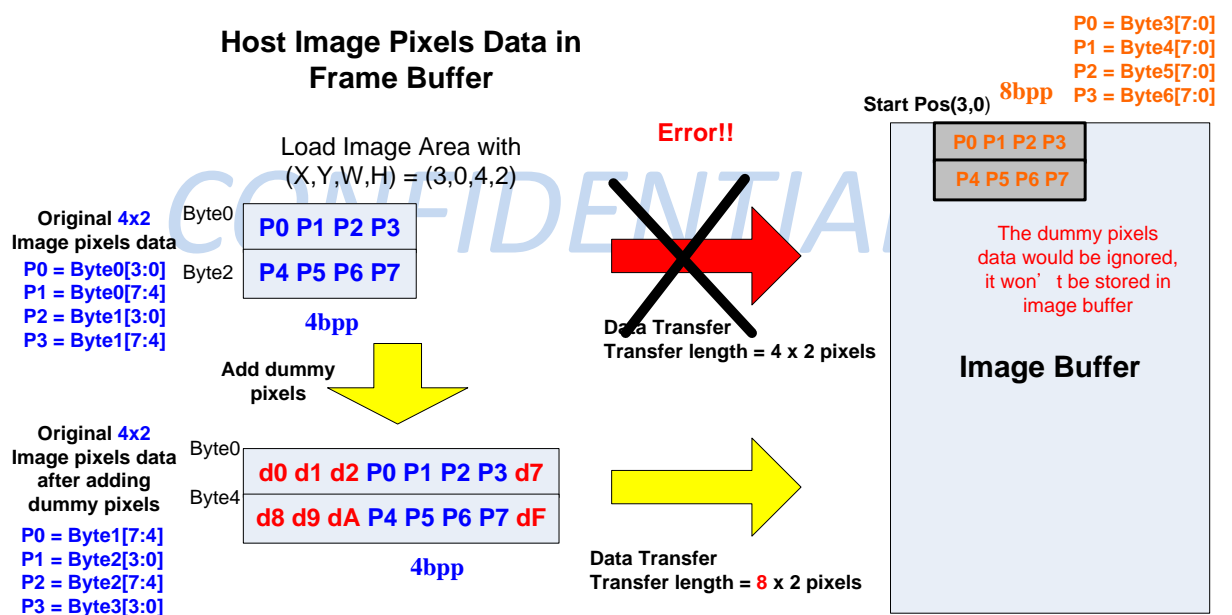 Host Image Pixels Data in
Frame Buffer
P0 = Byte3[7:0]
P1 = Byte4[7:0]
P2 = Byte5[7:0]
P3 = Byte6[7:0]
8bpp
Start Pos(3,0)
Error!!
P0 P1 P2 P3
P4 P5 P6 P7
Load Image Area with
(X,Y,W,H) = (3,0,4,2)
CONFIDENTIAL
Original 4x2
Image pixels data
P0 = Byte0[3:0]
P1 = Byte0[7:4]
P2 = Byte1[3:0]
P3 = Byte1[7:4]
Byte0
P0 P1 P2 P3
Byte2
P4 P5 P6 P7
4bpp
The dummy pixels
data would be ignored,
it won’ t be stored in
image buffer
Data Transfer
Transfer length = 4 x 2 pixels
Image Buffer
Add dummy
pixels
Original 4x2
Image pixels data
after adding
dummy pixels
P0 = Byte1[7:4]
P1 = Byte2[3:0]
P2 = Byte2[7:4]
P3 = Byte3[3:0]
Byte0
d0 d1 d2 P0 P1 P2 P3 d7
Byte4
d8 d9 dA P4 P5 P6 P7 dF
4bpp
Data Transfer
Transfer length = 8 x 2 pixels